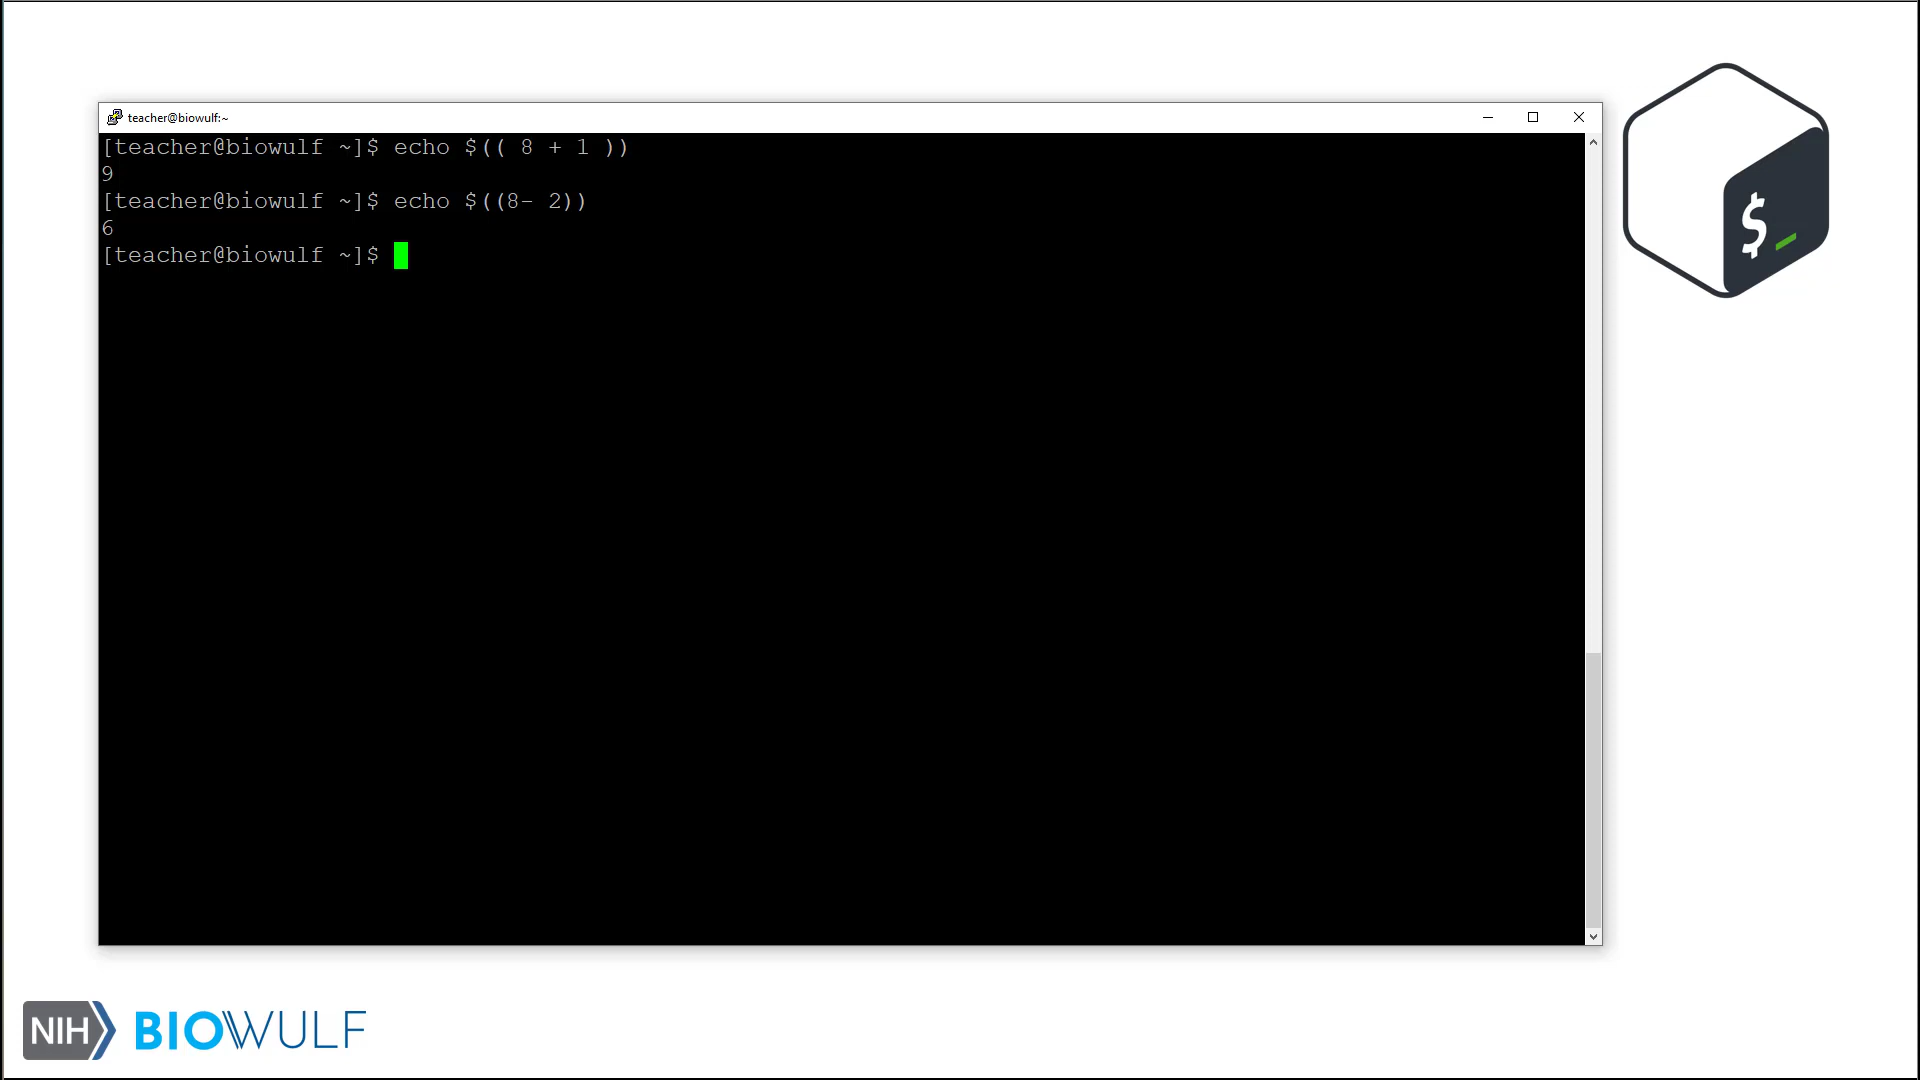 teacher@biowulf:~
[teacher@biowulf ~]$ echo $(( 8 + 1 ))
9
[teacher@biowulf ~]$ echo $((8- 2))
6
[teacher@biowulf ~]$
$_
NIH BIOWULF